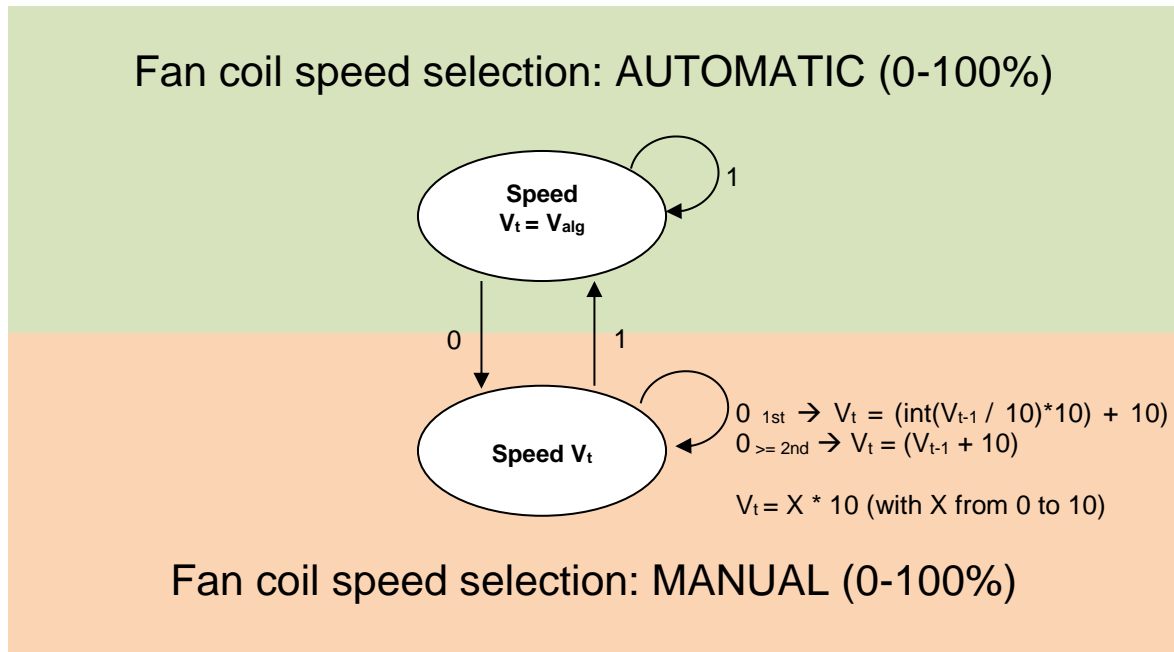 Fan coil speed selection: AUTOMATIC (0-100%)
Speed
Vt = Valg
1
0
1
0 1st → Vt = (int(Vt-1 / 10)*10) + 10)
0 >= 2nd → Vt = (Vt-1 + 10)
Speed Vt
Vt = X * 10 (with X from 0 to 10)
Fan coil speed selection: MANUAL (0-100%)